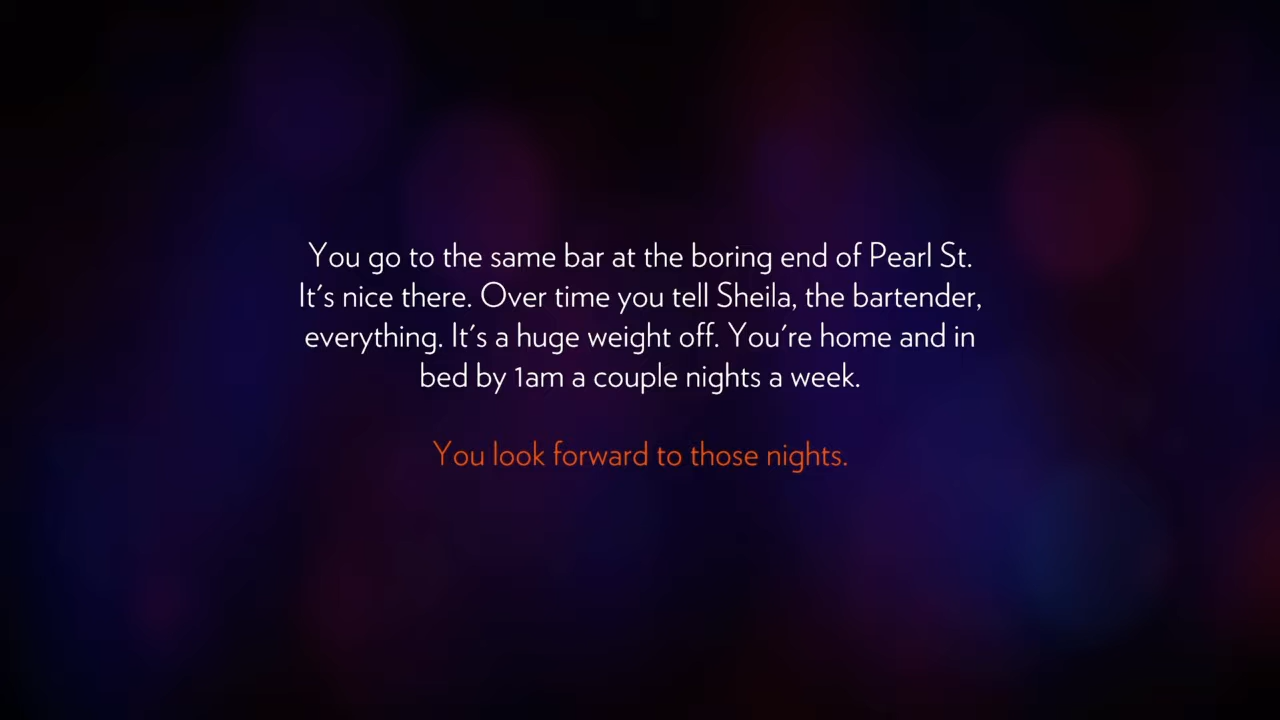 You go to the same bar at the boring end of Pearl St.
It's nice there. Over time you tell Sheila, the bartender,
everything. It's a huge weight off. You're home and in
bed by 1am a couple nights a week.
You look forward to those nights.